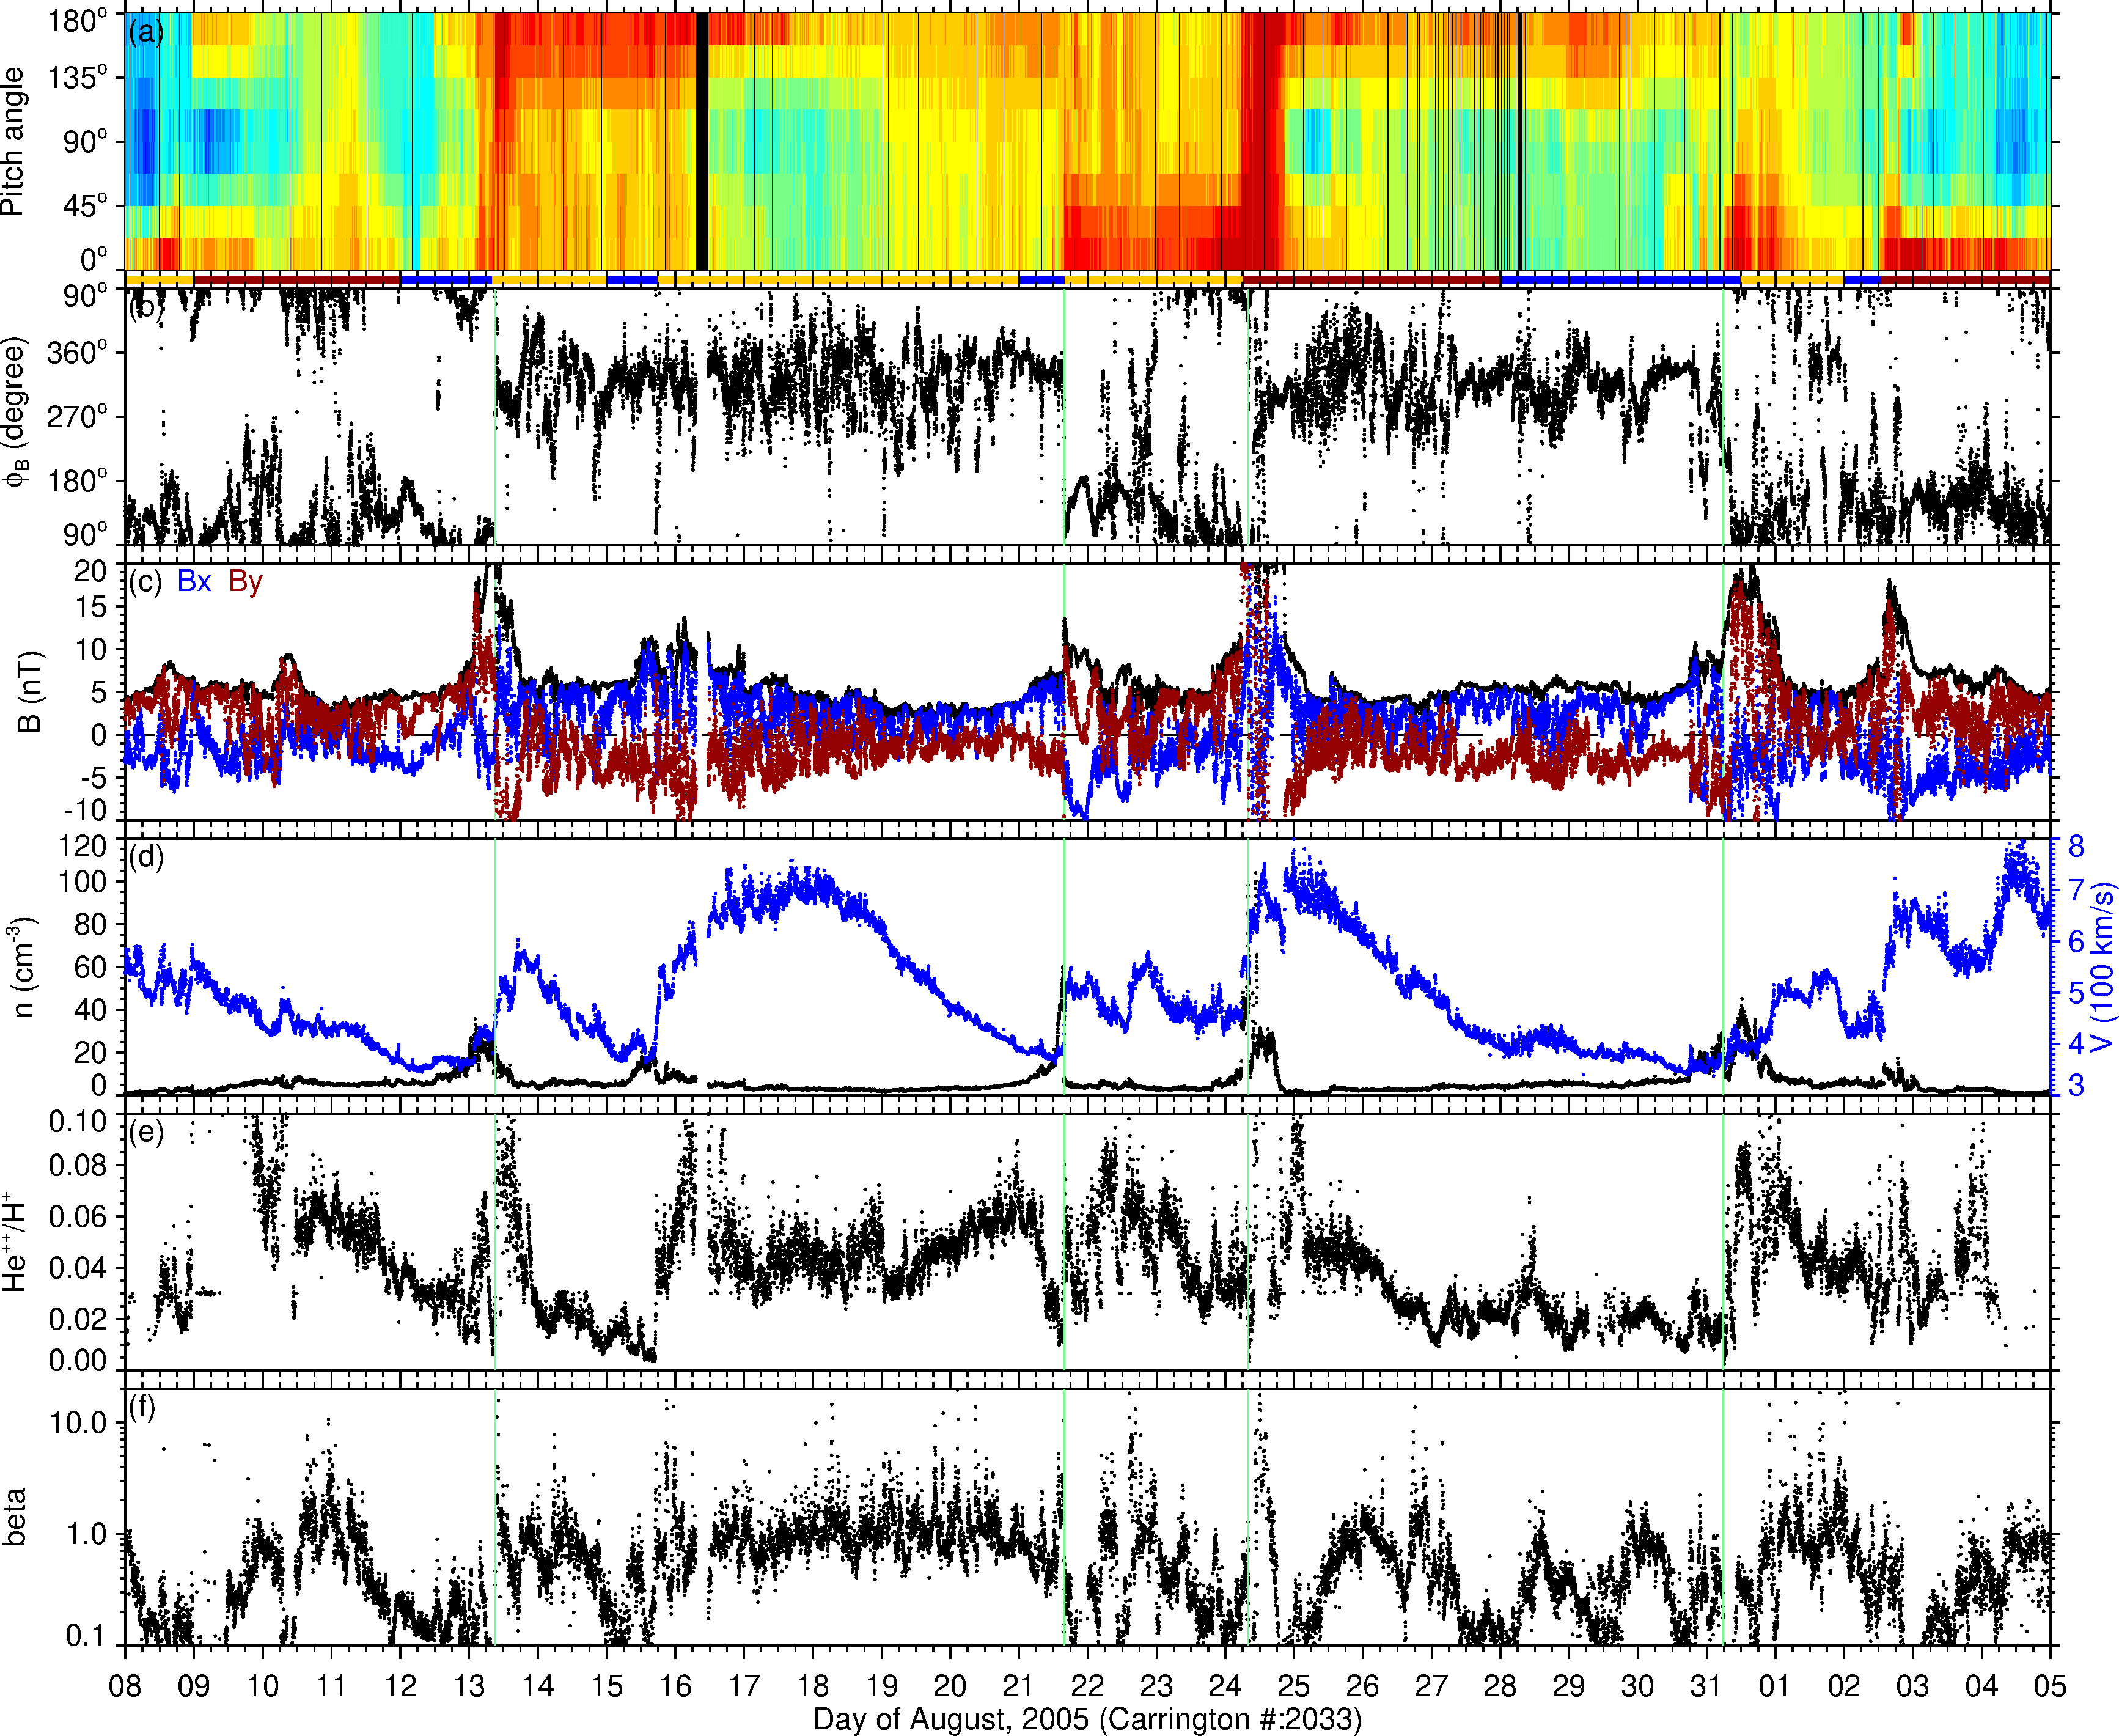 (a)
180°
135°
90°
45°
0°
Pitch angle
(b)
90°
360°
270°
180°
90°
ϕB (degree)
(c) Bx By
20
15
10
5
0
-5
-10
B (nT)
(d)
120
100
80
60
40
20
0
n (cm-3)
8
7
6
5
4
3
V (100 km/s)
(e)
0.10
0.08
0.06
0.04
0.02
0.00
He++/H+
(f)
10.0
1.0
0.1
beta
08 09 10 11 12 13 14 15 16 17 18 19 20 21 22 23 24 25 26 27 28 29 30 31 01 02 03 04 05
Day of August, 2005 (Carrington #:2033)